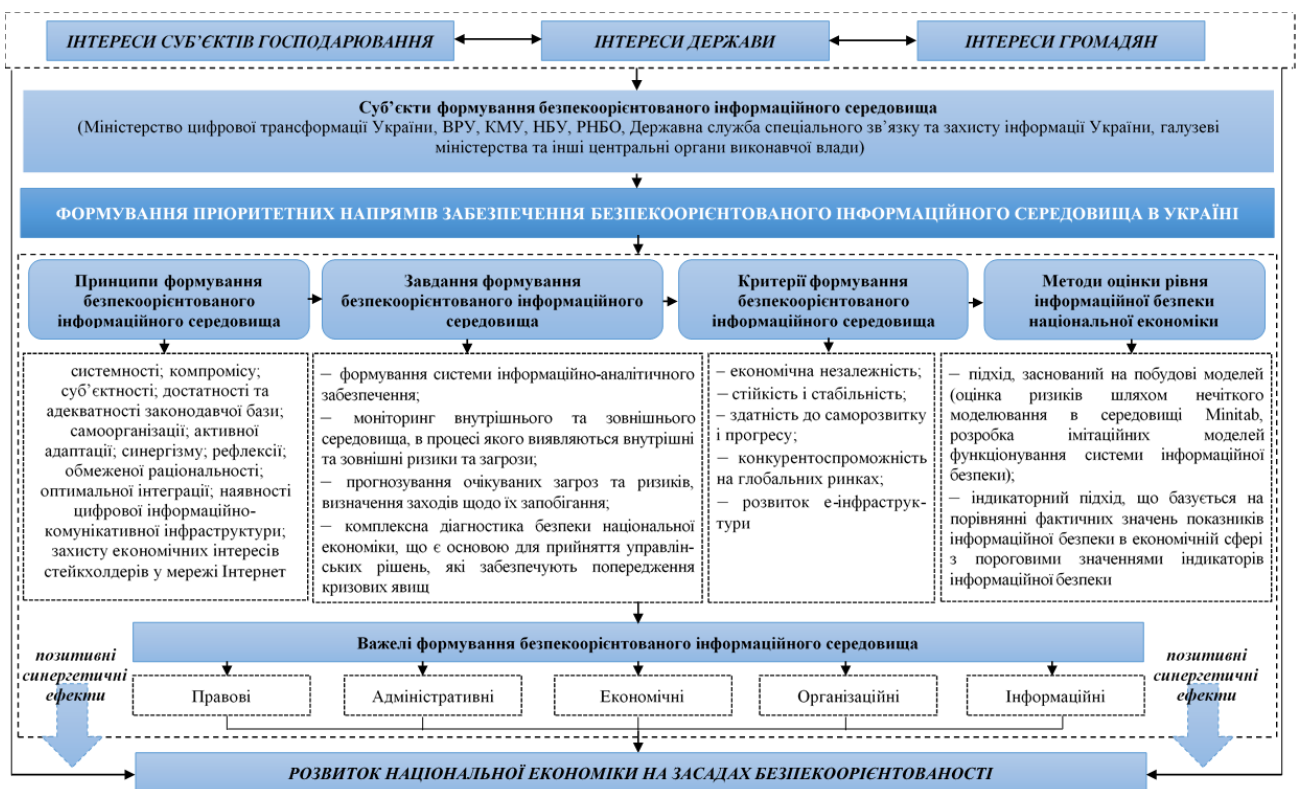 ІНТЕРЕСИ СУБ’ЄКТІВ ГОСПОДАРЮВАННЯ
ІНТЕРЕСИ ДЕРЖАВИ
ІНТЕРЕСИ ГРОМАДЯН
Суб’єкти формування безпекоорієнтованого інформаційного середовища
(Міністерство цифрової трансформації України, ВРУ, КМУ, НБУ, РНБО, Державна служба спеціального зв’язку та захисту інформації України, галузеві
міністерства та інші центральні органи виконавчої влади)
ФОРМУВАННЯ ПРІОРИТЕТНИХ НАПРЯМІВ ЗАБЕЗПЕЧЕННЯ БЕЗПЕКООРІЄНТОВАНОГО ІНФОРМАЦІЙНОГО СЕРЕДОВИЩА В УКРАЇНІ
Принципи формування
безпекоорієнтованого
інформаційного середовища
системності; компромісу;
суб’єктності; достатності та
адекватності законодавчої бази;
самоорганізації; активної
адаптації; синергізму; рефлексії;
обмеженої раціональності;
оптимальної інтеграції; наявності
цифрової інформаційно-
комунікативної інфраструктури;
захисту економічних інтересів
стейкхолдерів у мережі Інтернет
Завдання формування
безпекоорієнтованого інформаційного
середовища
– формування системи інформаційно-аналітичного
забезпечення;
– моніторинг внутрішнього та зовнішнього
середовища, в процесі якого виявляються внутрішні
та зовнішні ризики та загрози;
– прогнозування очікуваних загроз та ризиків,
визначення заходів щодо їх запобігання;
– комплексна діагностика безпеки національної
економіки, що є основою для прийняття управлін-
ських рішень, які забезпечують попередження
кризових явищ
Критерії формування
безпекоорієнтованого
інформаційного середовища
– економічна незалежність;
– стійкість і стабільність;
– здатність до саморозвитку
і прогресу;
– конкурентоспроможність
на глобальних ринках;
– розвиток е-інфраструк-
тури
Методи оцінки рівня
інформаційної безпеки
національної економіки
– підхід, заснований на побудові моделей
(оцінка ризиків шляхом нечіткого
моделювання в середовищі Minitab,
розробка імітаційних моделей
функціонування системи інформаційної
безпеки);
– індикаторний підхід, що базується на
порівнянні фактичних значень показників
інформаційної безпеки в економічній сфері
з пороговими значеннями індикаторів
інформаційної безпеки
Важелі формування безпекоорієнтованого інформаційного середовища
позитивні
синергетичні
ефекти
Правові
Адміністративні
Економічні
Організаційні
Інформаційні
позитивні
синергетичні
ефекти
РОЗВИТОК НАЦІОНАЛЬНОЇ ЕКОНОМІКИ НА ЗАСАДАХ БЕЗПЕКООРІЄНТОВАНОСТІ